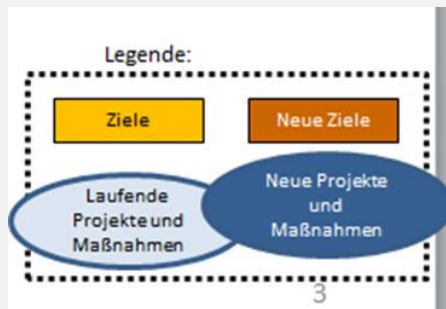 Legende:
Ziele
Neue Ziele
Laufende
Projekte und
Maßnahmen
Neue Projekte
und
Maßnahmen
3